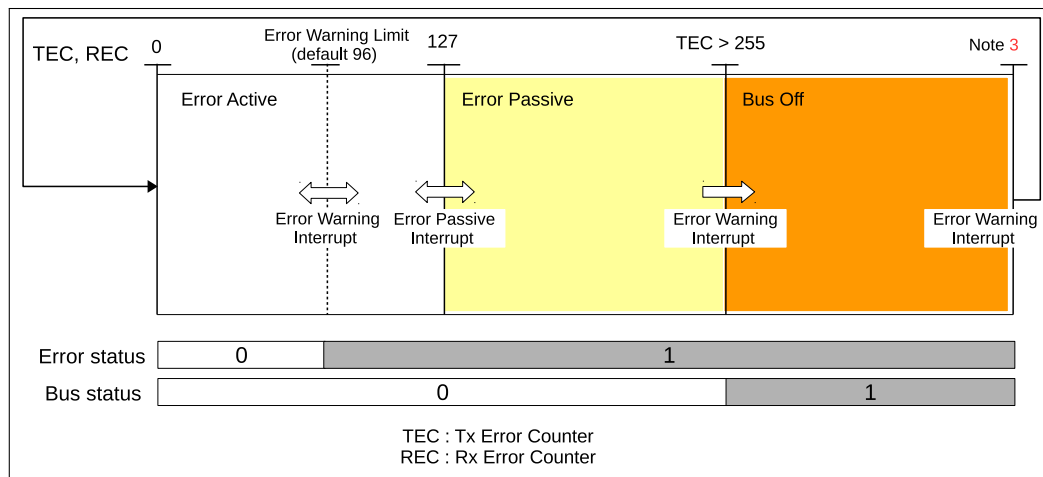 TEC, REC
0
Error Warning Limit
(default 96)
127
TEC > 255
Note 3
Error Active
Error Passive
Bus Off
Error Warning
Interrupt
Error Passive
Interrupt
Error Warning
Interrupt
Error Warning
Interrupt
Error status
0
1
Bus status
0
1
TEC : Tx Error Counter
REC : Rx Error Counter